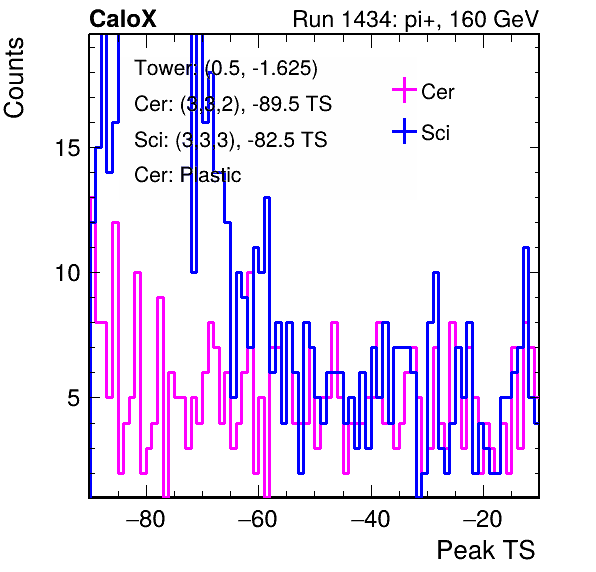 CaloX Run 1434: pi+, 160 GeV
Counts
Tower: (0.5, -1.625)
Cer: (3,3,2), -89.5 TS
Sci: (3,3,3), -82.5 TS
Cer: Plastic
Cer
Sci
15
10
5
−80 −60 −40 −20
Peak TS